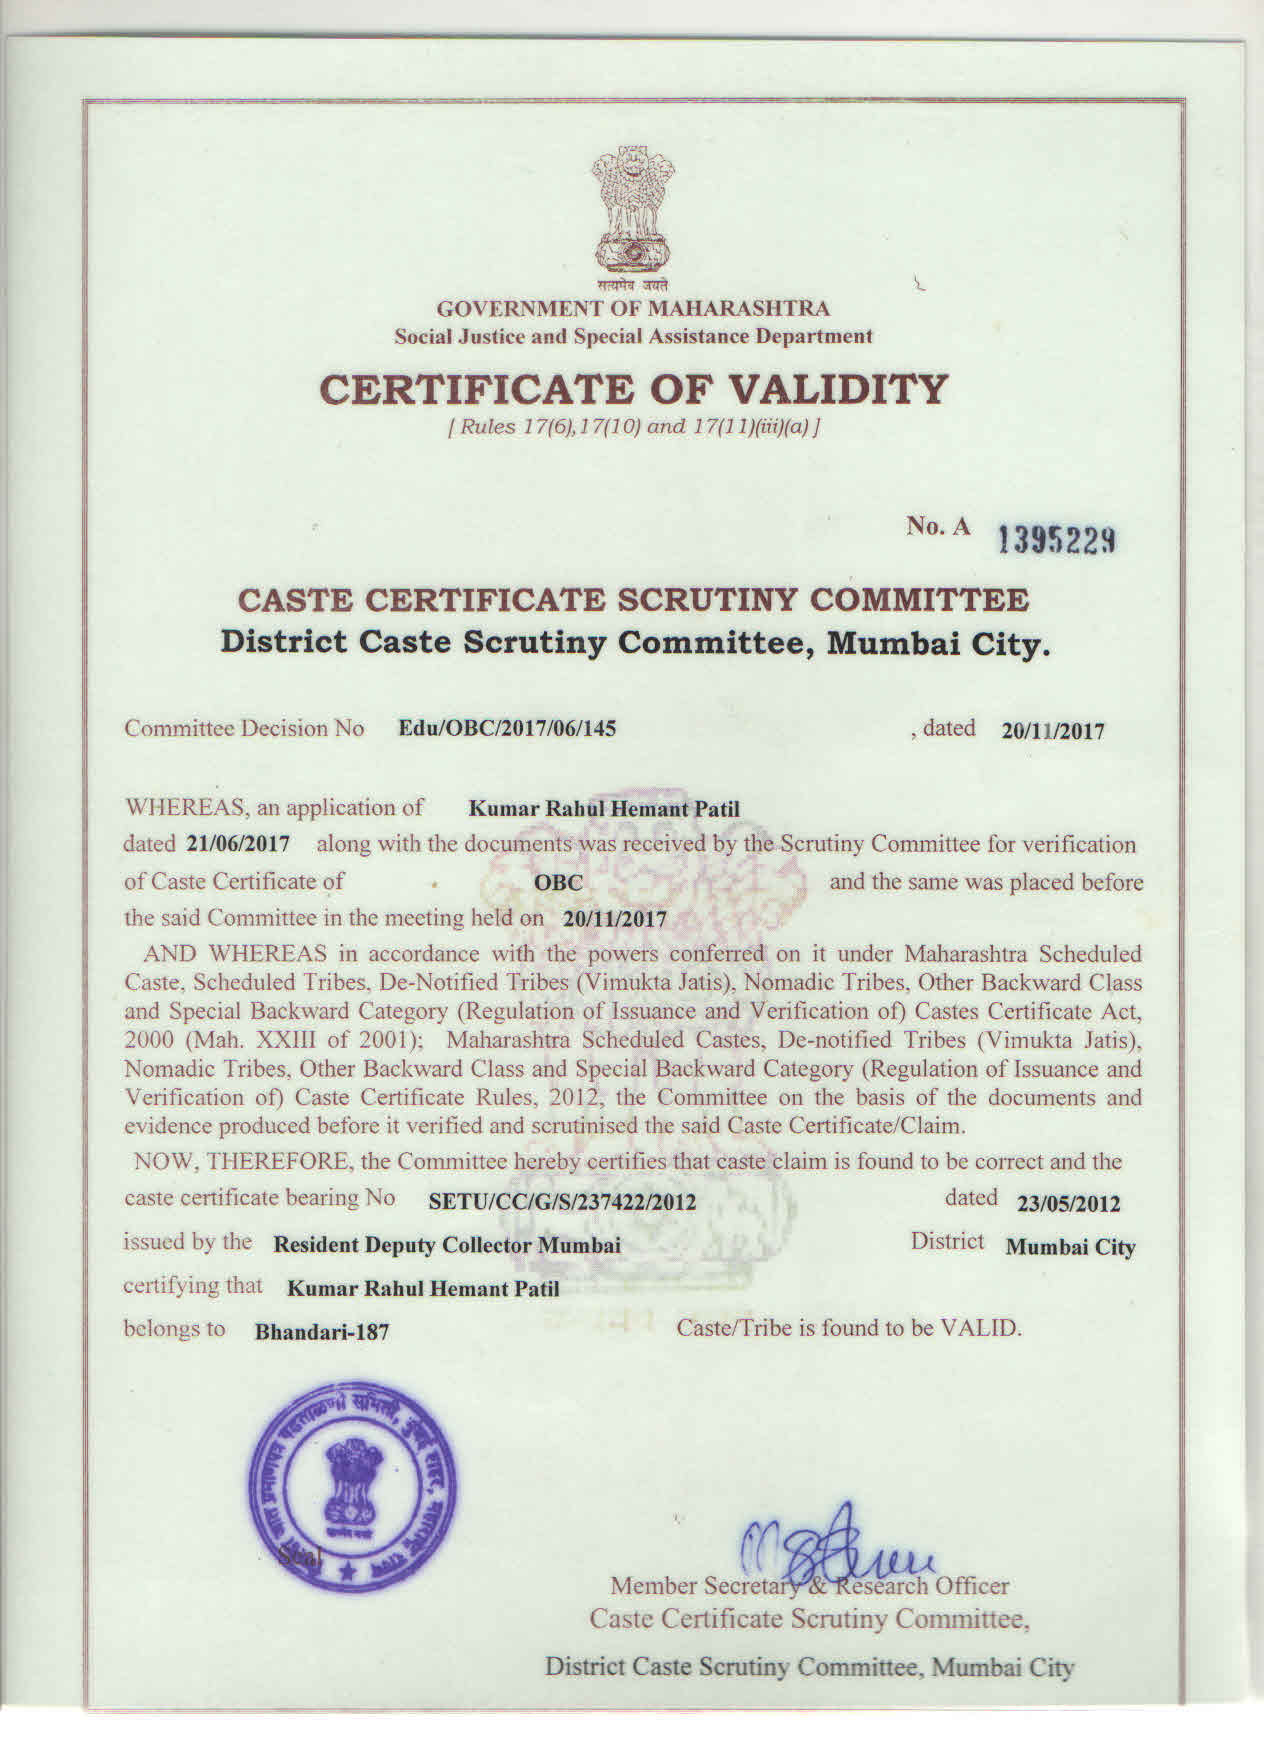 सत्यमेव जयते
GOVERNMENT OF MAHARASHTRA
Social Justice and Special Assistance Department
CERTIFICATE OF VALIDITY
[ Rules 17(6),17(10) and 17(11)(iii)(a) ]
No. A 1395229
CASTE CERTIFICATE SCRUTINY COMMITTEE
District Caste Scrutiny Committee, Mumbai City.
Committee Decision No Edu/OBC/2017/06/145 , dated 20/11/2017
WHEREAS, an application of Kumar Rahul Hemant Patil
dated 21/06/2017 along with the documents was received by the Scrutiny Committee for verification
of Caste Certificate of OBC and the same was placed before
the said Committee in the meeting held on 20/11/2017
AND WHEREAS in accordance with the powers conferred on it under Maharashtra Scheduled
Caste, Scheduled Tribes, De-Notified Tribes (Vimukta Jatis), Nomadic Tribes, Other Backward Class
and Special Backward Category (Regulation of Issuance and Verification of) Castes Certificate Act,
2000 (Mah. XXIII of 2001); Maharashtra Scheduled Castes, De-notified Tribes (Vimukta Jatis),
Nomadic Tribes, Other Backward Class and Special Backward Category (Regulation of Issuance and
Verification of) Caste Certificate Rules, 2012, the Committee on the basis of the documents and
evidence produced before it verified and scrutinised the said Caste Certificate/Claim.
NOW, THEREFORE, the Committee hereby certifies that caste claim is found to be correct and the
caste certificate bearing No SETU/CC/G/S/237422/2012 dated 23/05/2012
issued by the Resident Deputy Collector Mumbai District Mumbai City
certifying that Kumar Rahul Hemant Patil
belongs to Bhandari-187 Caste/Tribe is found to be VALID.
प्रमाणपत्र पडताळणी समिती, मुंबई शहर, महाराष्ट्र राज्य
Seal
Member Secretary & Research Officer
Caste Certificate Scrutiny Committee,
District Caste Scrutiny Committee, Mumbai City